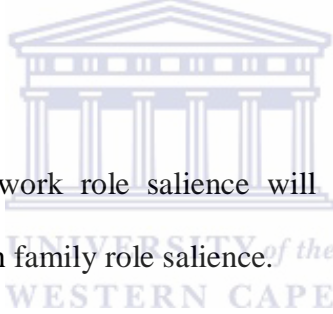 work role salience will
n family role salience.
UNIVERSITY of the
WESTERN CAPE